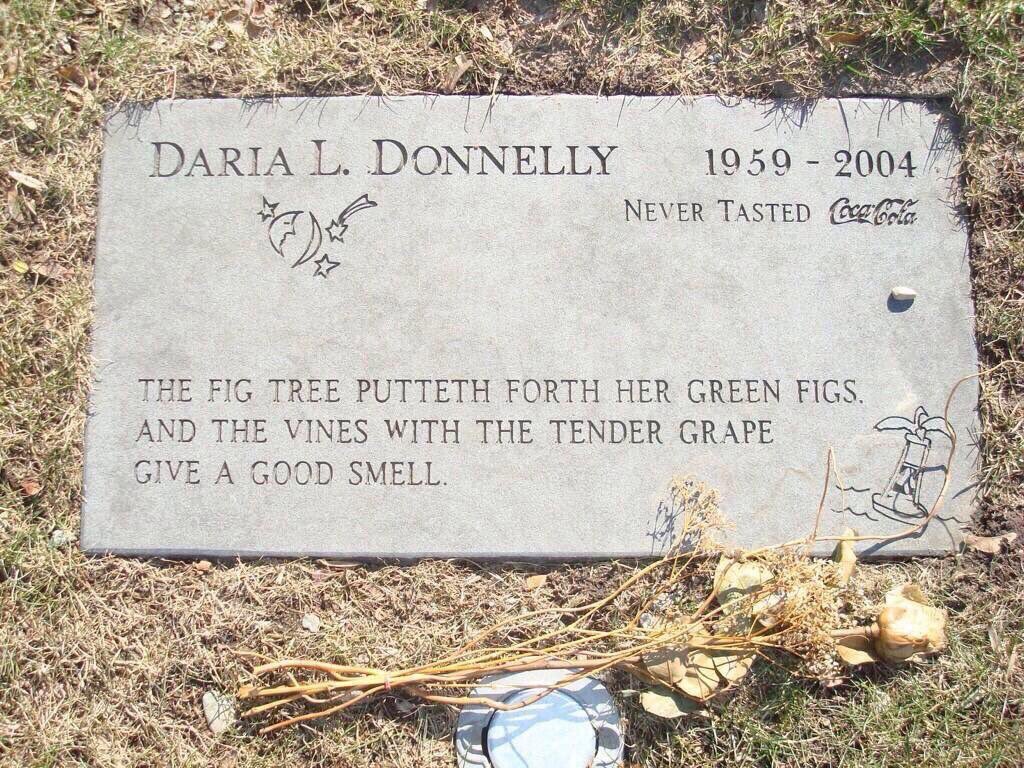 DARIA L. DONNELLY 1959 - 2004
NEVER TASTED Coca-Cola
THE FIG TREE PUTTETH FORTH HER GREEN FIGS,
AND THE VINES WITH THE TENDER GRAPE
GIVE A GOOD SMELL.